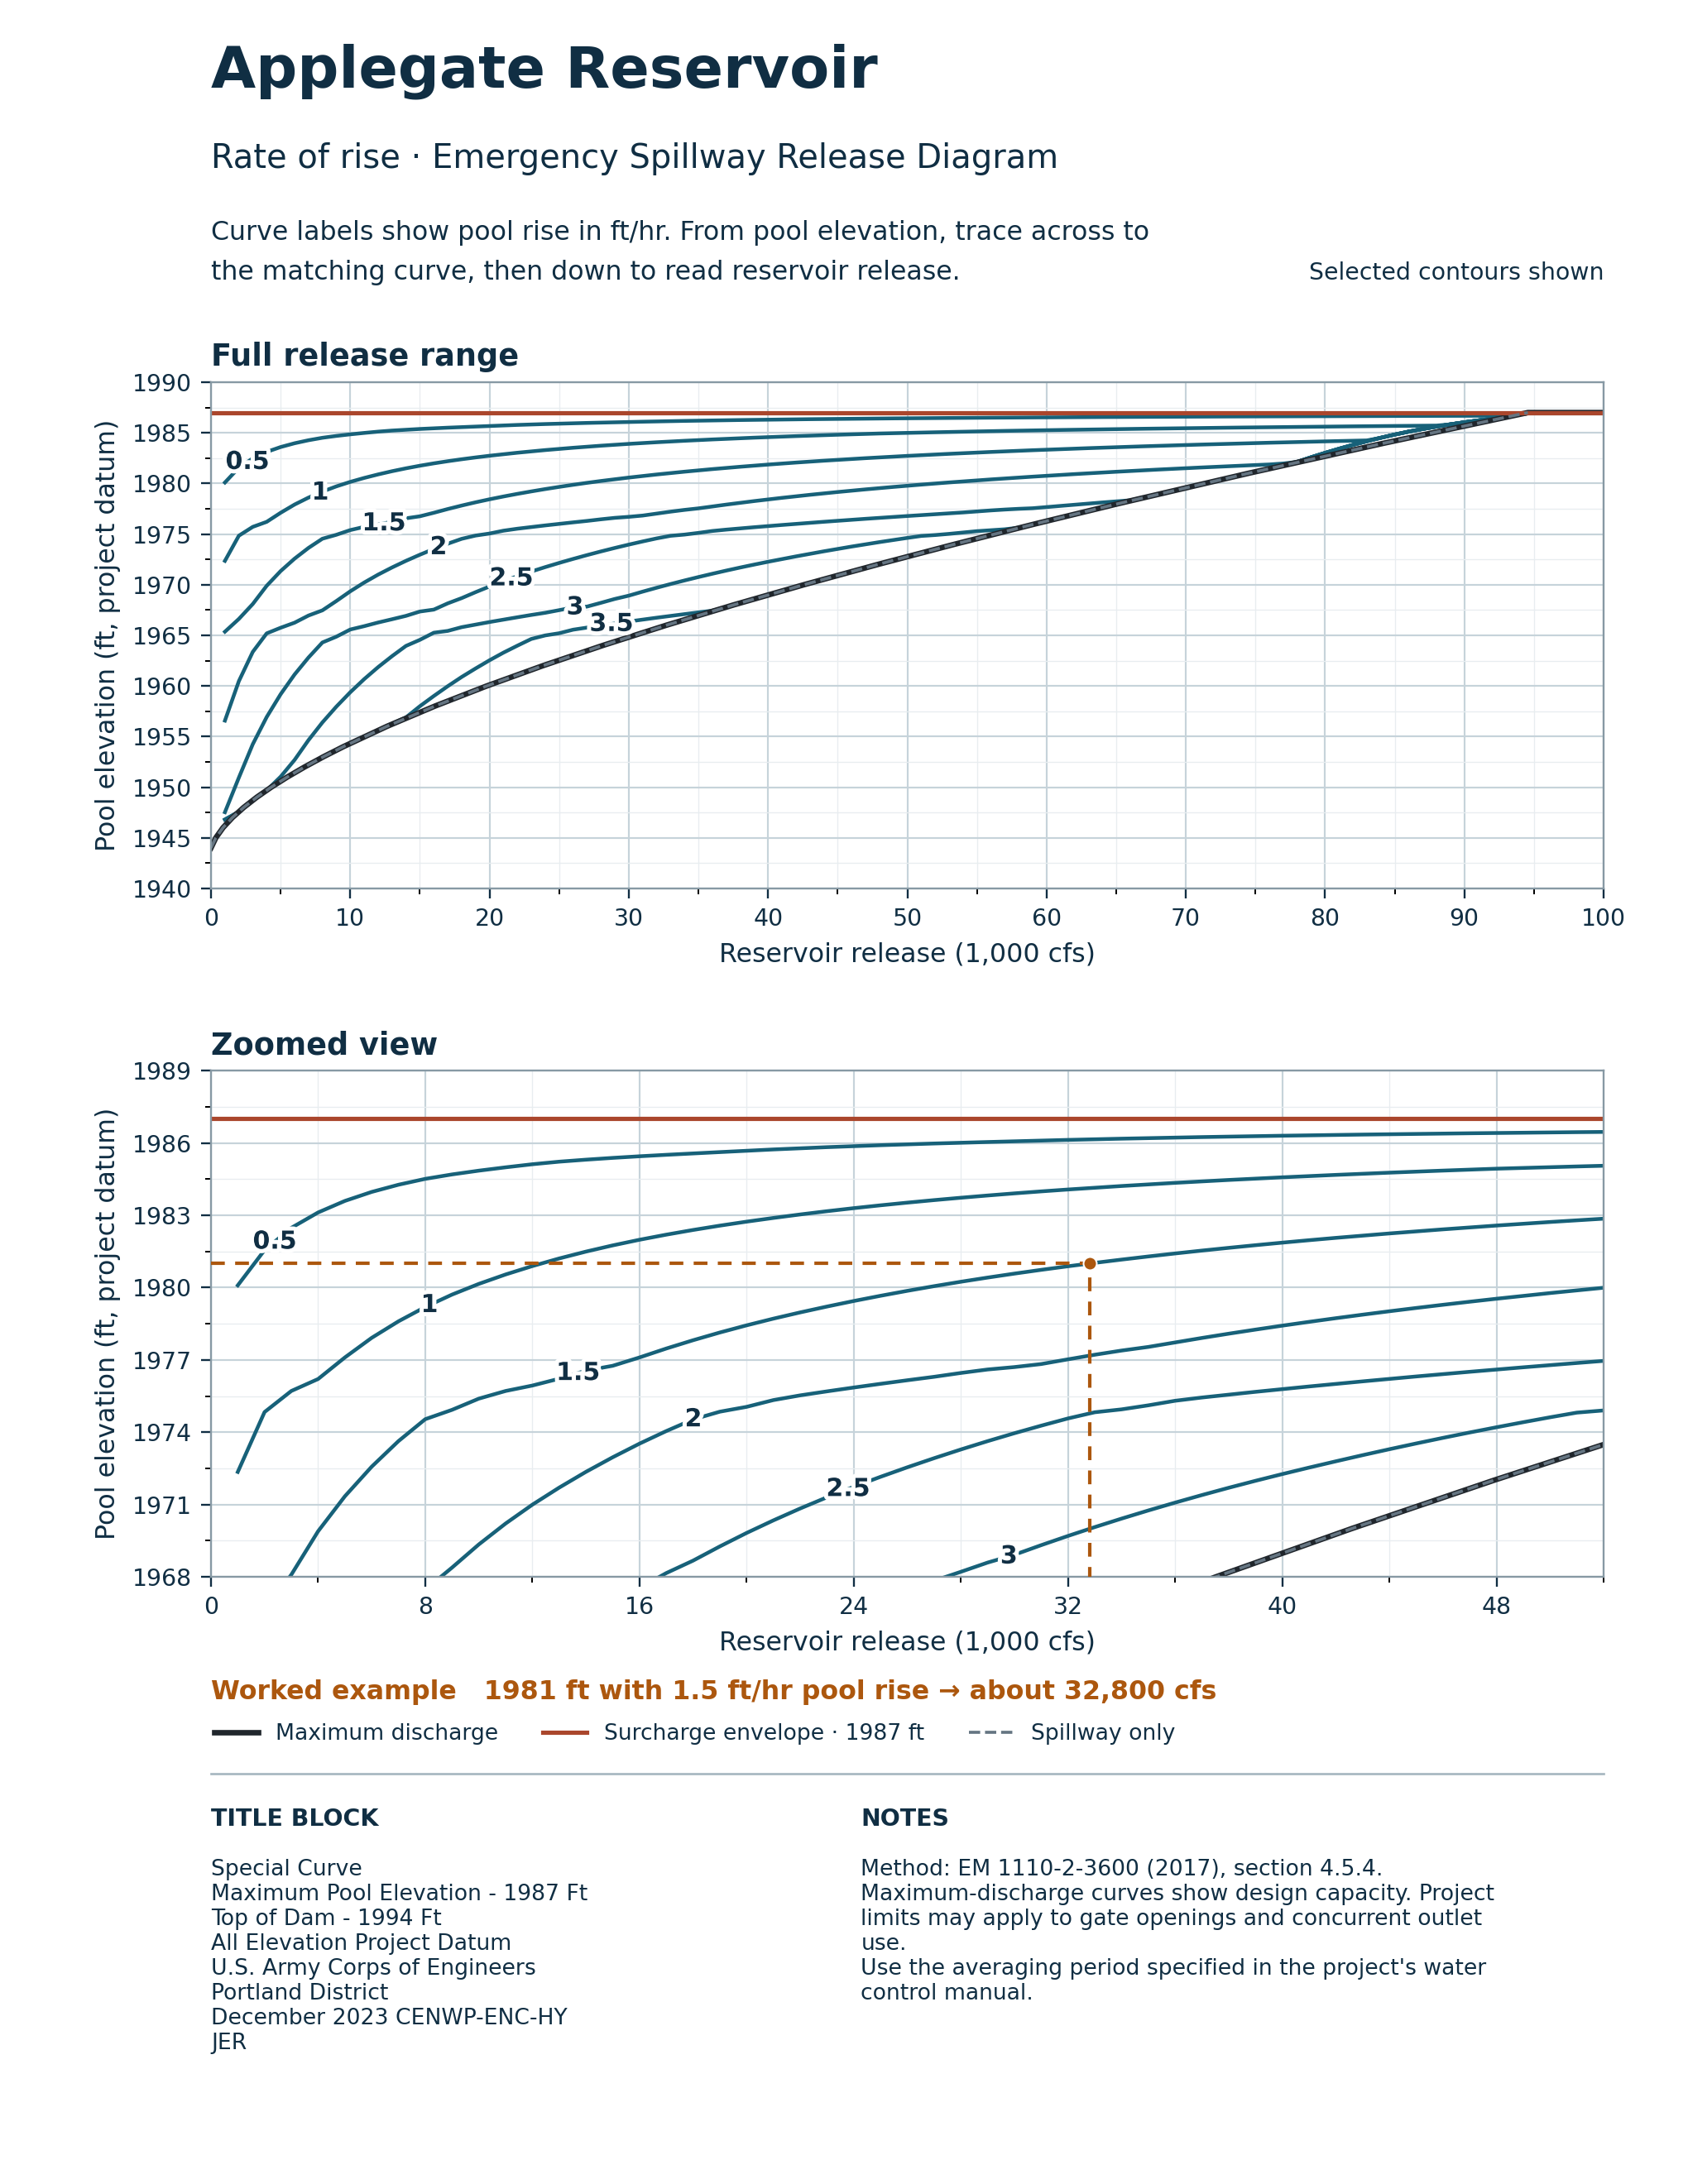 Applegate Reservoir
Rate of rise · Emergency Spillway Release Diagram
Curve labels show pool rise in ft/hr. From pool elevation, trace across to
the matching curve, then down to read reservoir release.
Selected contours shown
Full release range
Pool elevation (ft, project datum)
1990
1985
1980
1975
1970
1965
1960
1955
1950
1945
1940
0.5
1
1.5
2
2.5
3
3.5
0 10 20 30 40 50 60 70 80 90 100
Reservoir release (1,000 cfs)
Zoomed view
Pool elevation (ft, project datum)
1989
1986
1983
1980
1977
1974
1971
1968
0.5
1
1.5
2
2.5
3
0 8 16 24 32 40 48
Reservoir release (1,000 cfs)
Worked example 1981 ft with 1.5 ft/hr pool rise → about 32,800 cfs
Maximum discharge Surcharge envelope · 1987 ft Spillway only
TITLE BLOCK
Special Curve
Maximum Pool Elevation - 1987 Ft
Top of Dam - 1994 Ft
All Elevation Project Datum
U.S. Army Corps of Engineers
Portland District
December 2023 CENWP-ENC-HY
JER
NOTES
Method: EM 1110-2-3600 (2017), section 4.5.4.
Maximum-discharge curves show design capacity. Project
limits may apply to gate openings and concurrent outlet
use.
Use the averaging period specified in the project's water
control manual.